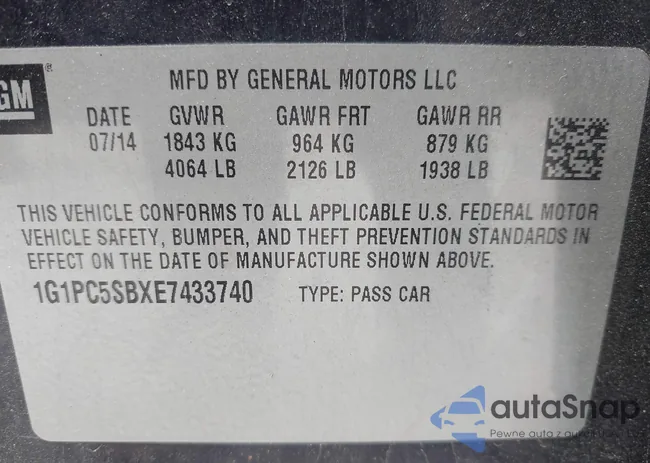 GM ®
MFD BY GENERAL MOTORS LLC
DATE GVWR GAWR FRT GAWR RR
07/14 1843 KG 964 KG 879 KG
4064 LB 2126 LB 1938 LB
THIS VEHICLE CONFORMS TO ALL APPLICABLE U.S. FEDERAL MOTOR
VEHICLE SAFETY, BUMPER, AND THEFT PREVENTION STANDARDS IN
EFFECT ON THE DATE OF MANUFACTURE SHOWN ABOVE.
1G1PC5SBXE7433740 TYPE: PASS CAR
autaSnap
Pewne auta z